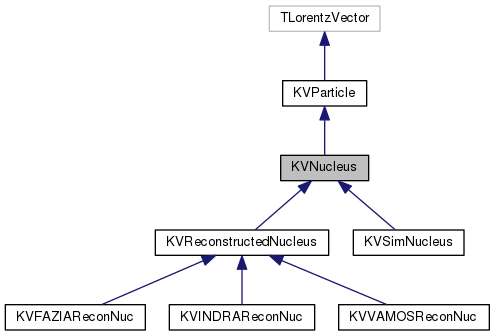 TLorentzVector
KVParticle
KVNucleus
KVReconstructedNucleus
KVSimNucleus
KVFAZIAReconNuc
KVINDRAReconNuc
KVVAMOSReconNuc